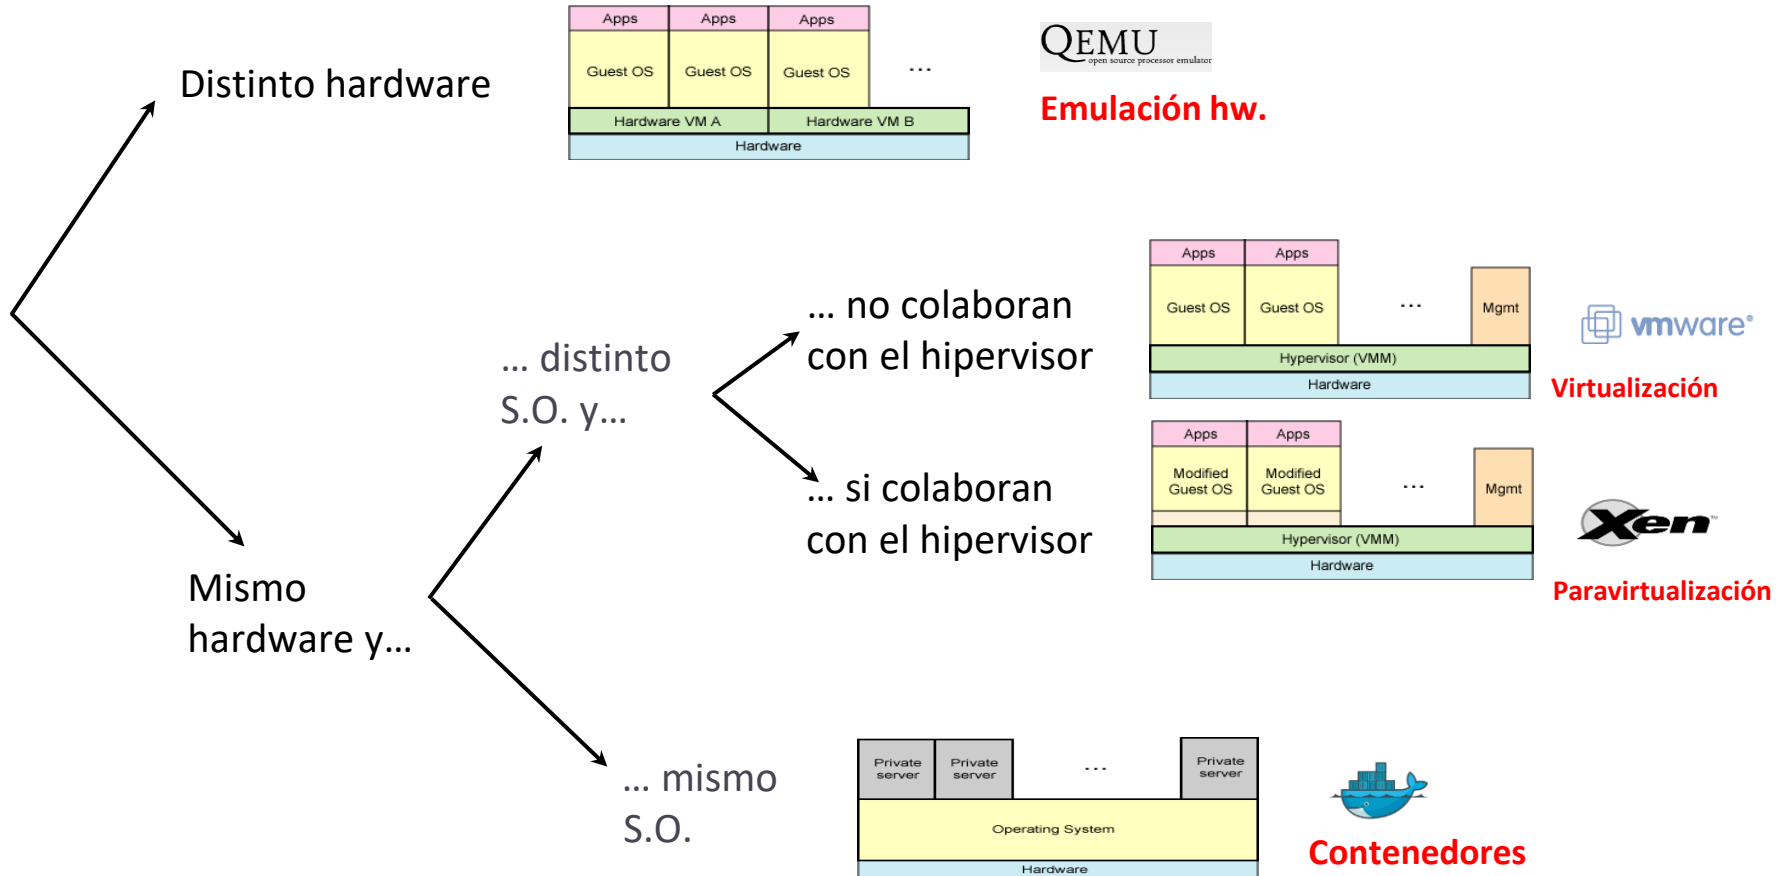 Apps Apps Apps
Guest OS Guest OS Guest OS ...
Hardware VM A Hardware VM B
Hardware
QEMU
open source processor emulator
Emulación hw.
Distinto hardware
Mismo
hardware y...
... distinto
S.O. y...
... no colaboran
con el hipervisor
Apps Apps
Guest OS Guest OS ... Mgmt
Hypervisor (VMM)
Hardware
vmware®
Virtualización
... si colaboran
con el hipervisor
Apps Apps
Modified Modified
Guest OS Guest OS ... Mgmt
Hypervisor (VMM)
Hardware
Xen™
Paravirtualización
... mismo
S.O.
Private Private ... Private
server server server
Operating System
Hardware
Contenedores